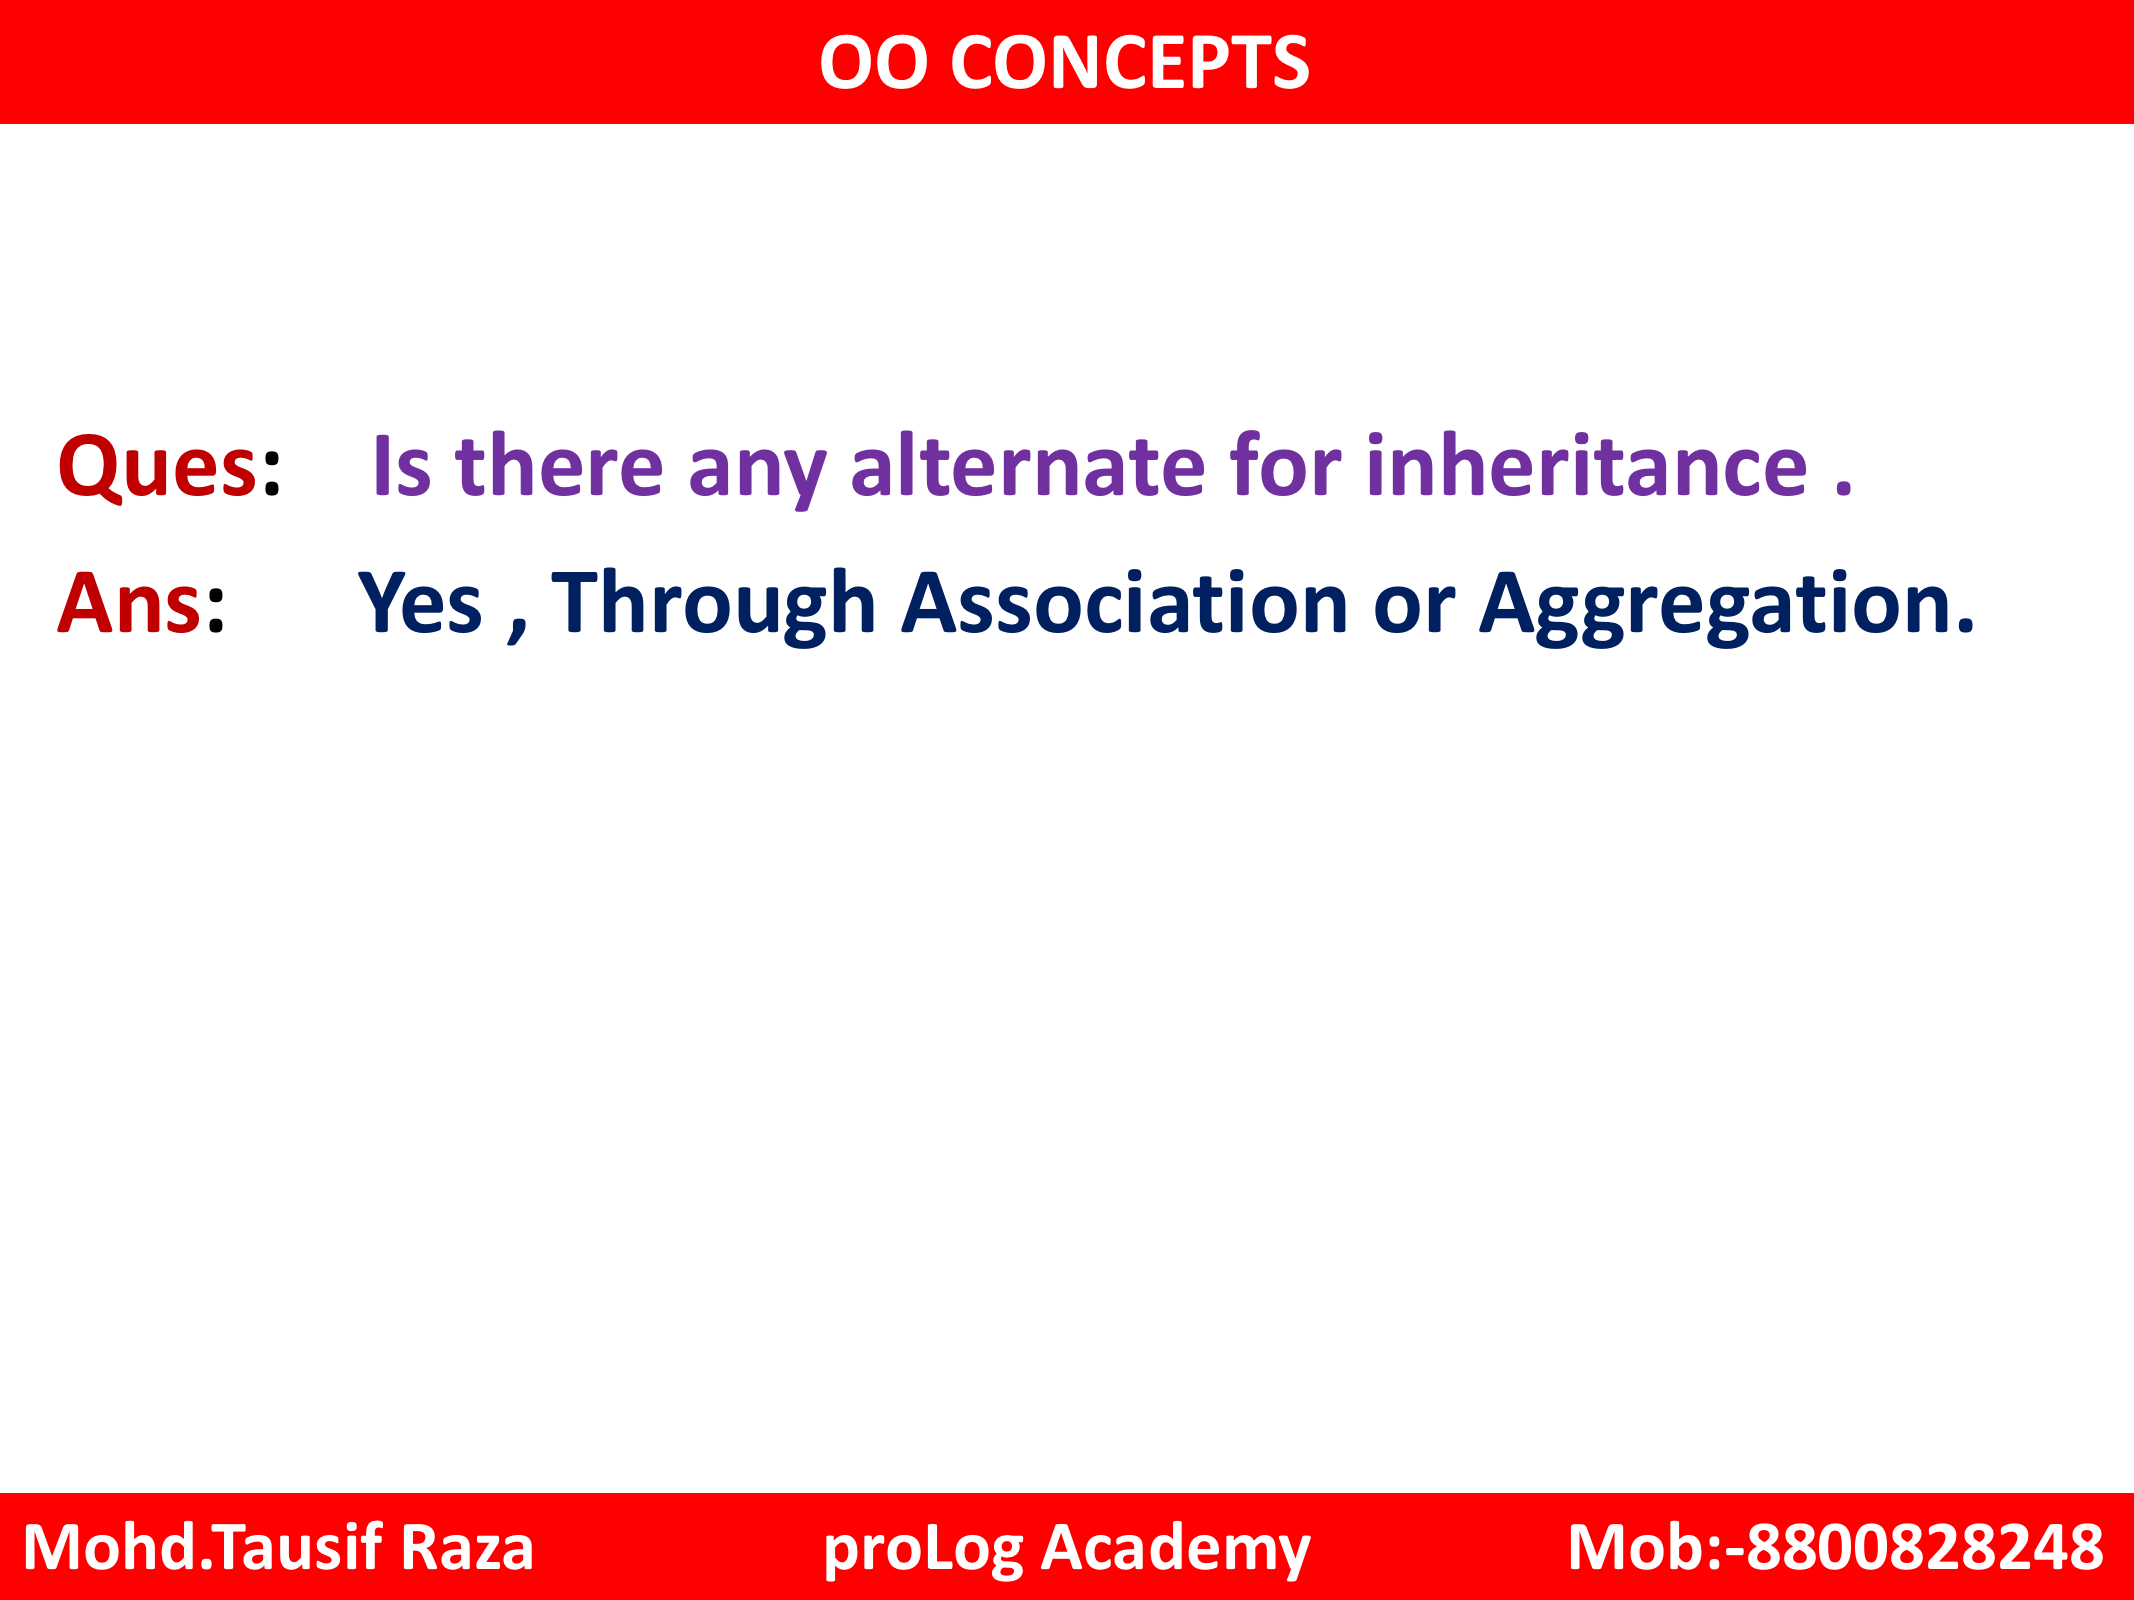 OO CONCEPTS
Ques: Is there any alternate for inheritance .
Ans: Yes , Through Association or Aggregation.
Mohd.Tausif Raza proLog Academy Mob:-8800828248